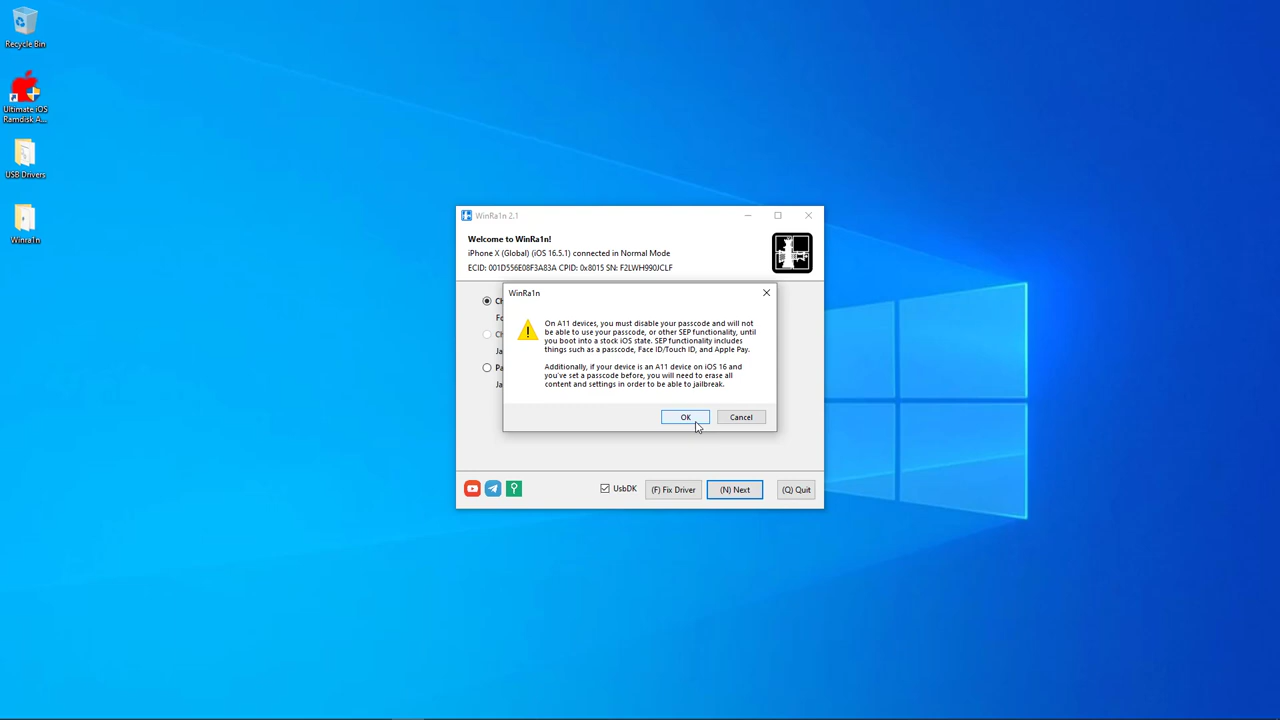 Recycle Bin
Ultimate iOS
Ramdisk A...
USB Drivers
Winra1n
WinRa1n 2.1
Welcome to WinRa1n!
iPhone X (Global) (iOS 16.5.1) connected in Normal Mode
ECID: 001D556E08F3A83A CPID: 0x8015 SN: F2LWH990JCLF
WinRa1n
On A11 devices, you must disable your passcode and will not
be able to use your passcode, or other SEP functionality, until
you boot into a stock iOS state. SEP functionality includes
things such as a passcode, Face ID/Touch ID, and Apple Pay.
Additionally, if your device is an A11 device on iOS 16 and
you've set a passcode before, you will need to erase all
content and settings in order to be able to jailbreak.
OK Cancel
UsbDK (F) Fix Driver (N) Next (Q) Quit